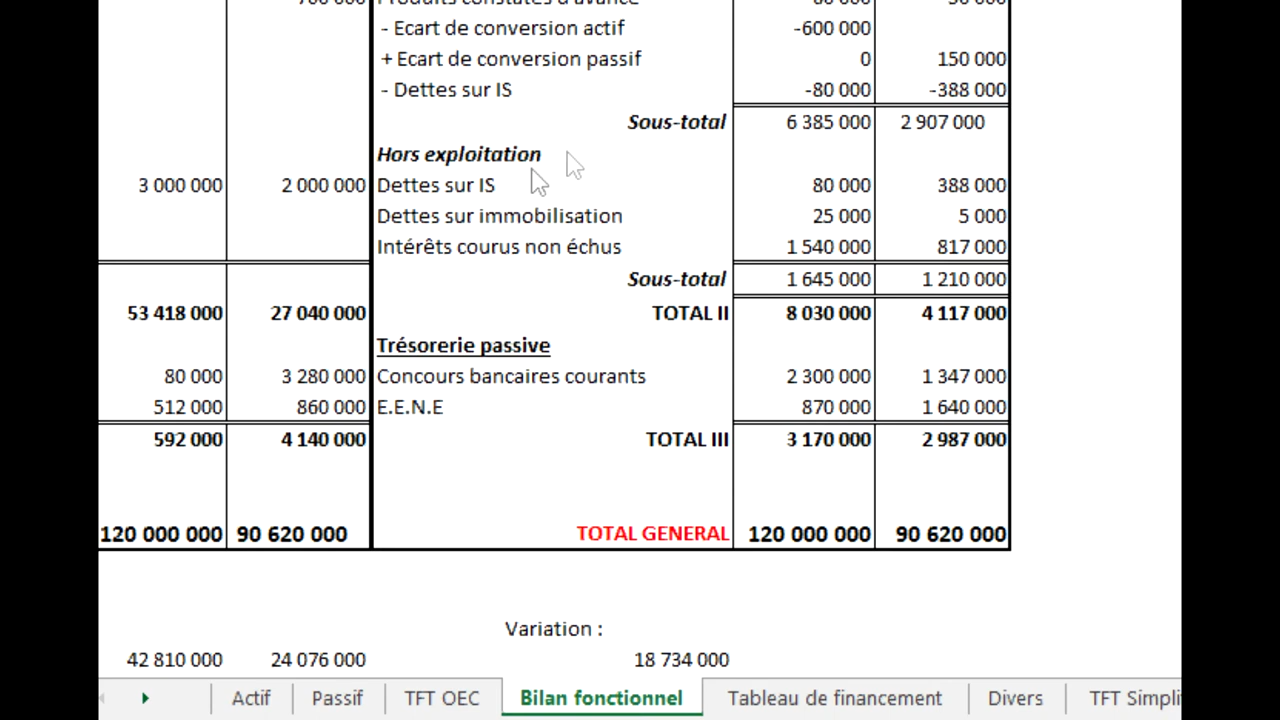 700 000 Produits constatés d'avance
- Ecart de conversion actif -600 000
+ Ecart de conversion passif 0 150 000
- Dettes sur IS -80 000 -388 000
Sous-total 6 385 000 2 907 000
Hors exploitation
3 000 000 2 000 000 Dettes sur IS 80 000 388 000
Dettes sur immobilisation 25 000 5 000
Intérêts courus non échus 1 540 000 817 000
Sous-total 1 645 000 1 210 000
53 418 000 27 040 000 TOTAL II 8 030 000 4 117 000
Trésorerie passive
80 000 3 280 000 Concours bancaires courants 2 300 000 1 347 000
512 000 860 000 E.E.N.E 870 000 1 640 000
592 000 4 140 000 TOTAL III 3 170 000 2 987 000
120 000 000 90 620 000 TOTAL GENERAL 120 000 000 90 620 000
Variation :
42 810 000 24 076 000 18 734 000
Actif Passif TFT OEC Bilan fonctionnel Tableau de financement Divers TFT Simpli